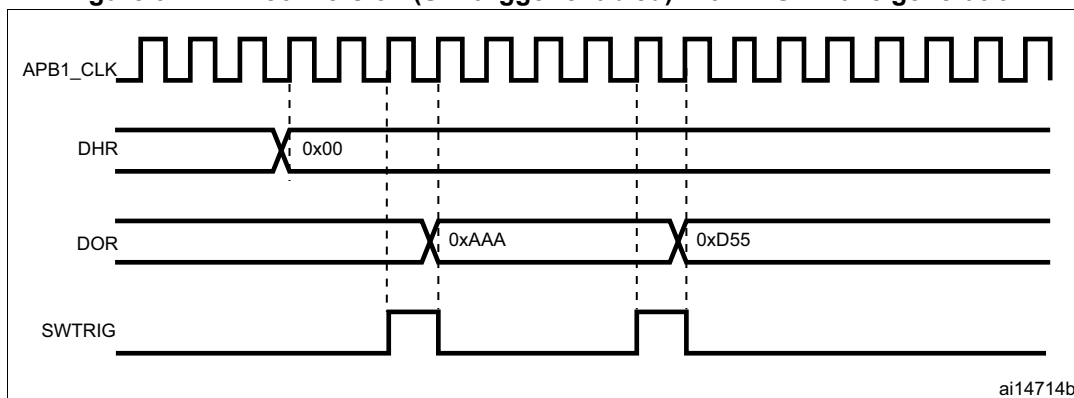 APB1_CLK
DHR
0x00
DOR
0xAAA
0xD55
SWTRIG
ai14714b